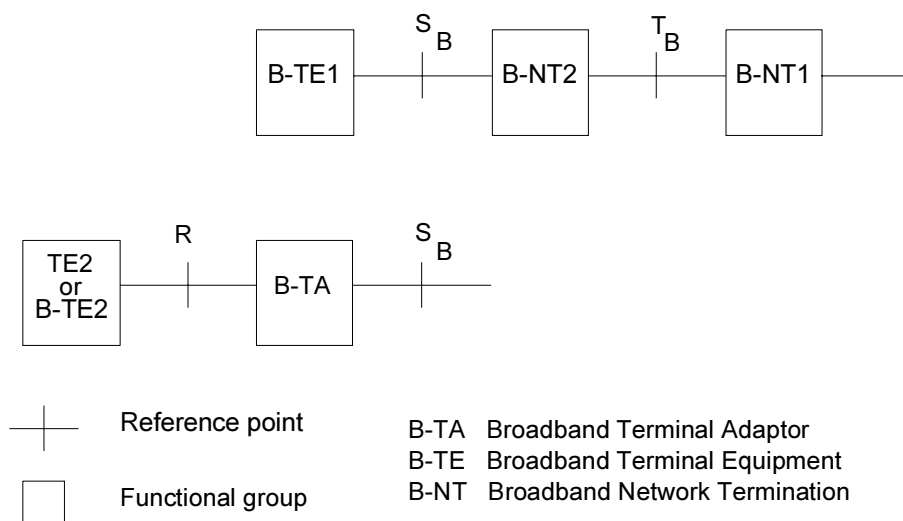 S B
T B
B-TE1
B-NT2
B-NT1
R
S B
TE2
or
B-TE2
B-TA
Reference point
Functional group
B-TA Broadband Terminal Adaptor
B-TE Broadband Terminal Equipment
B-NT Broadband Network Termination